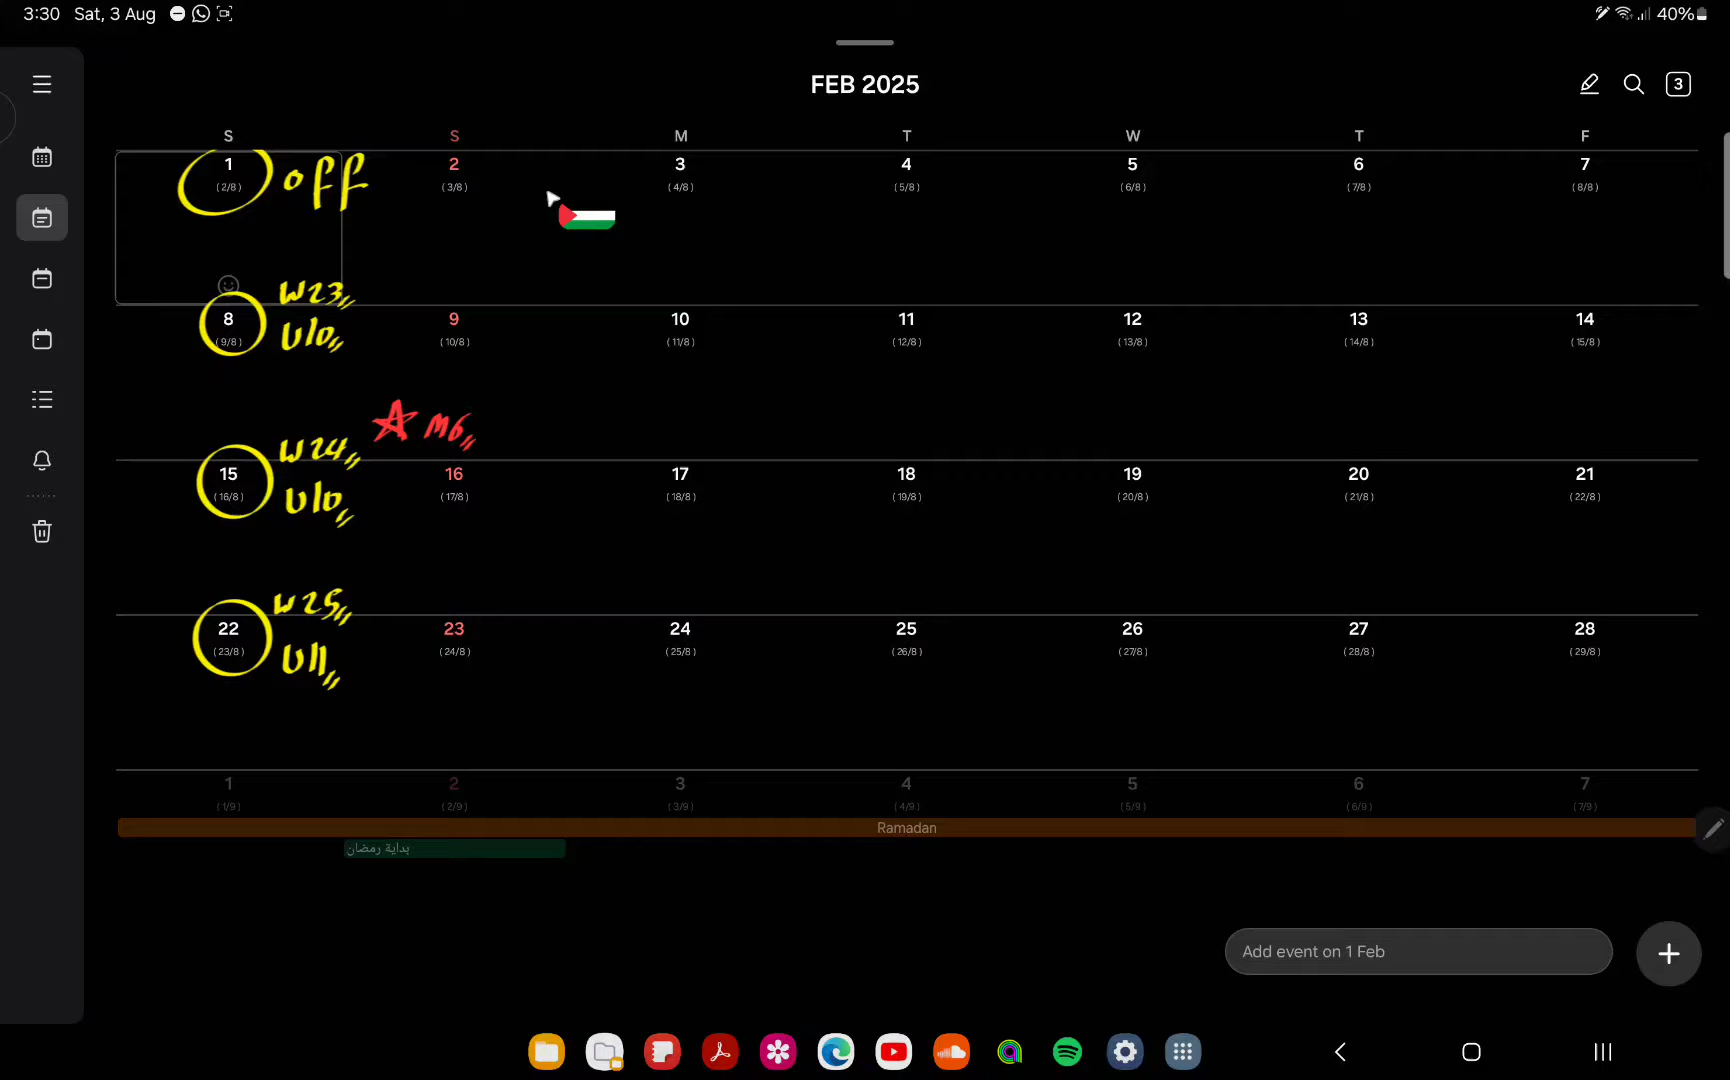 3:30 Sat, 3 Aug 40%
FEB 2025
3
S S M T W T F
1 off 2 3 4 5 6 7
(2/8) (3/8) (4/8) (5/8) (6/8) (7/8) (8/8)
W23
8 U10 9 10 11 12 13 14
(9/8) (10/8) (11/8) (12/8) (13/8) (14/8) (15/8)
M6
W24
15 16 17 18 19 20 21
(16/8) U10 (17/8) (18/8) (19/8) (20/8) (21/8) (22/8)
W25
22 23 24 25 26 27 28
(23/8) U11 (24/8) (25/8) (26/8) (27/8) (28/8) (29/8)
1 2 3 4 5 6 7
(1/9) (2/9) (3/9) (4/9) (5/9) (6/9) (7/9)
Ramadan
بداية رمضان
Add event on 1 Feb